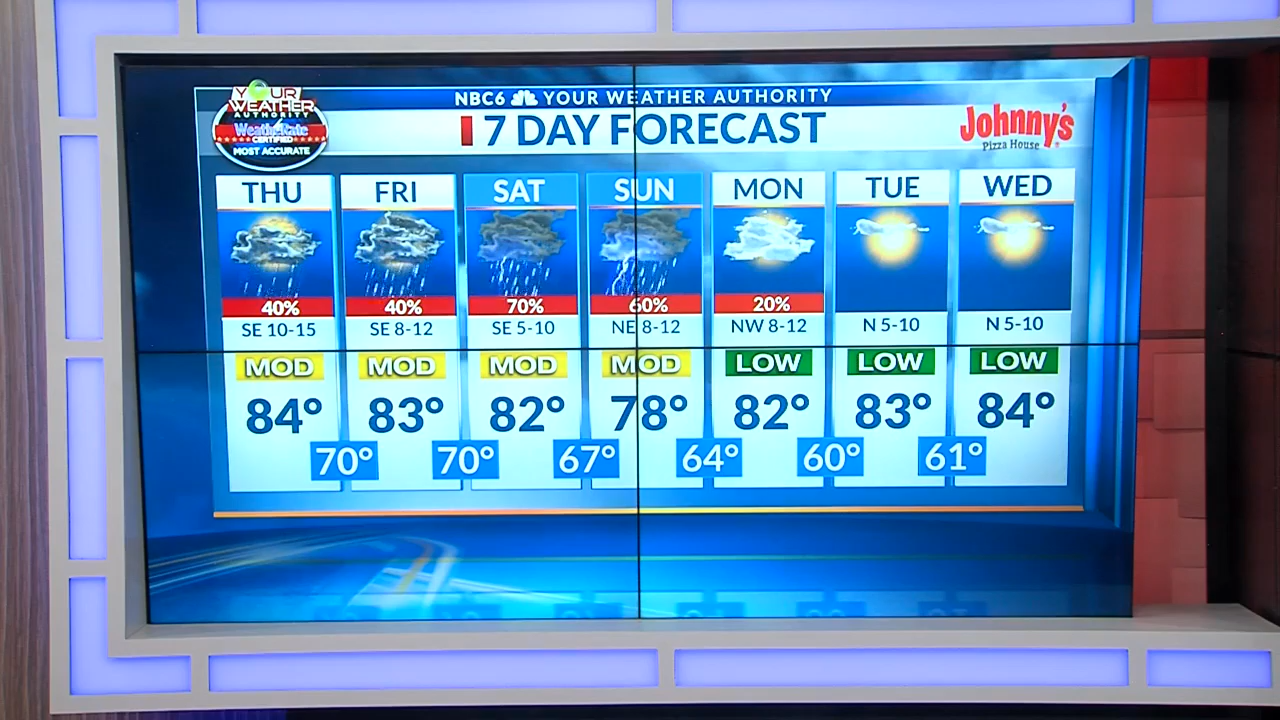 NBC6 YOUR WEATHER AUTHORITY
7 DAY FORECAST
YOUR
WEATHER
AUTHORITY
WeatheRate
CERTIFIED
MOST ACCURATE
Johnny's
Pizza House
THU FRI SAT SUN MON TUE WED
40% 40% 70% 60% 20%
SE 10-15 SE 8-12 SE 5-10 NE 8-12 NW 8-12 N 5-10 N 5-10
MOD MOD MOD MOD LOW LOW LOW
84° 83° 82° 78° 82° 83° 84°
70° 70° 67° 64° 60° 61°